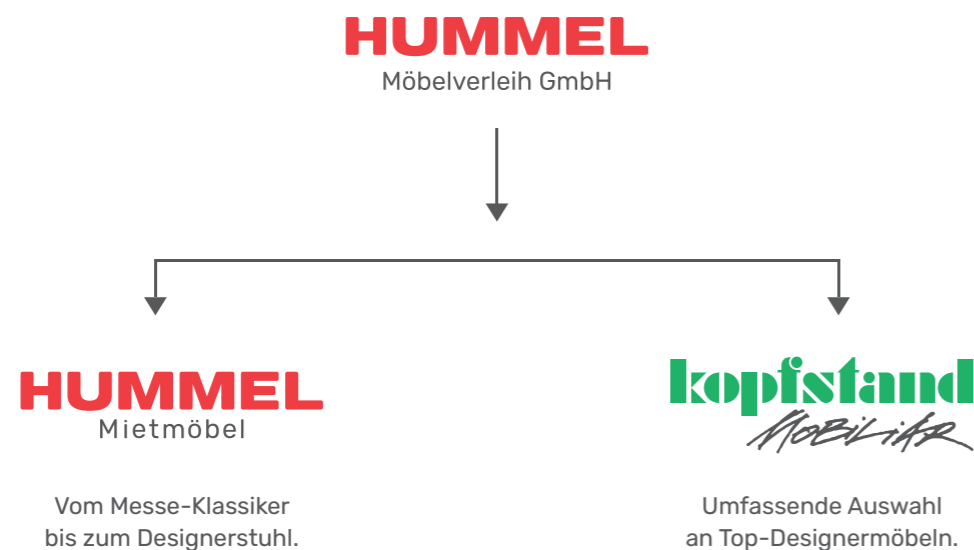 HUMMEL
Möbelverleih GmbH
HUMMEL
Mietmöbel
Vom Messe-Klassiker
bis zum Designerstuhl.
kopfstand
MOBiLiAR
Umfassende Auswahl
an Top-Designermöbeln.